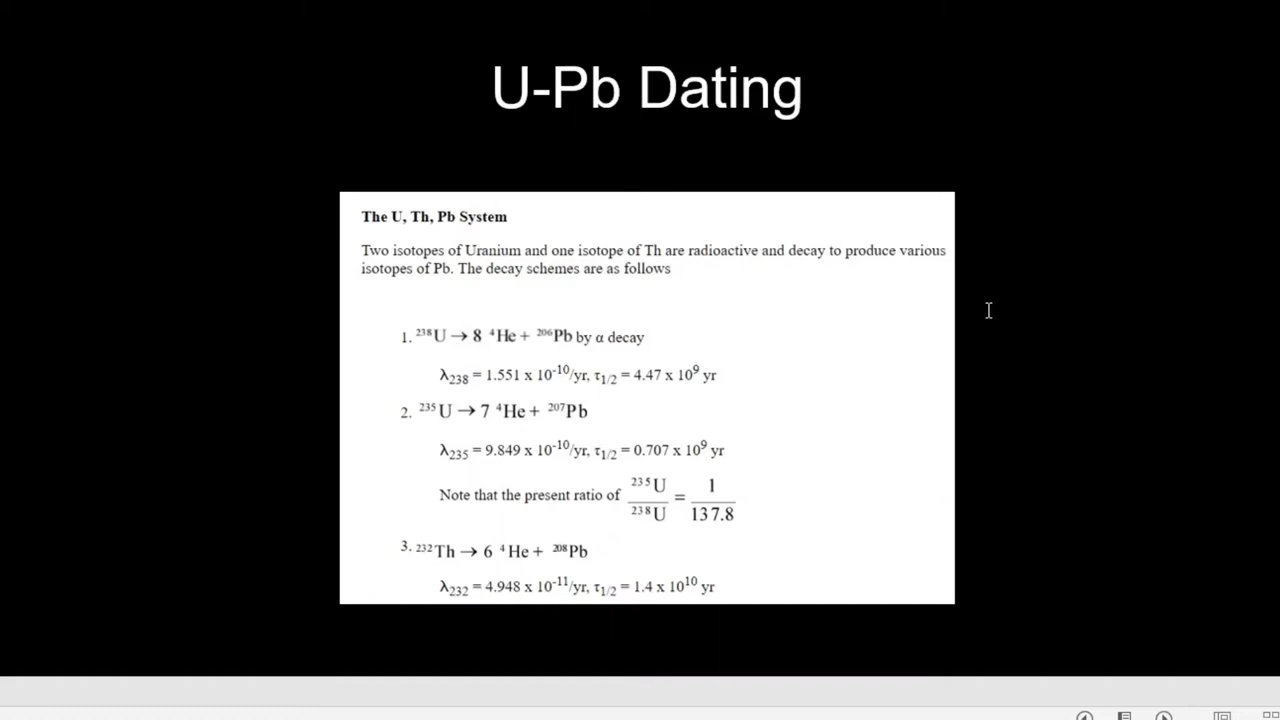 U-Pb Dating
The U, Th, Pb System
Two isotopes of Uranium and one isotope of Th are radioactive and decay to produce various
isotopes of Pb. The decay schemes are as follows
1. ²³⁸U → 8 ⁴He + ²⁰⁶Pb by α decay
λ₂₃₈ = 1.551 x 10⁻¹⁰/yr, τ₁/₂ = 4.47 x 10⁹ yr
2. ²³⁵U → 7 ⁴He + ²⁰⁷Pb
λ₂₃₅ = 9.849 x 10⁻¹⁰/yr, τ₁/₂ = 0.707 x 10⁹ yr
Note that the present ratio of ²³⁵U/²³⁸U = 1/137.8
3. ²³²Th → 6 ⁴He + ²⁰⁸Pb
λ₂₃₂ = 4.948 x 10⁻¹¹/yr, τ₁/₂ = 1.4 x 10¹⁰ yr